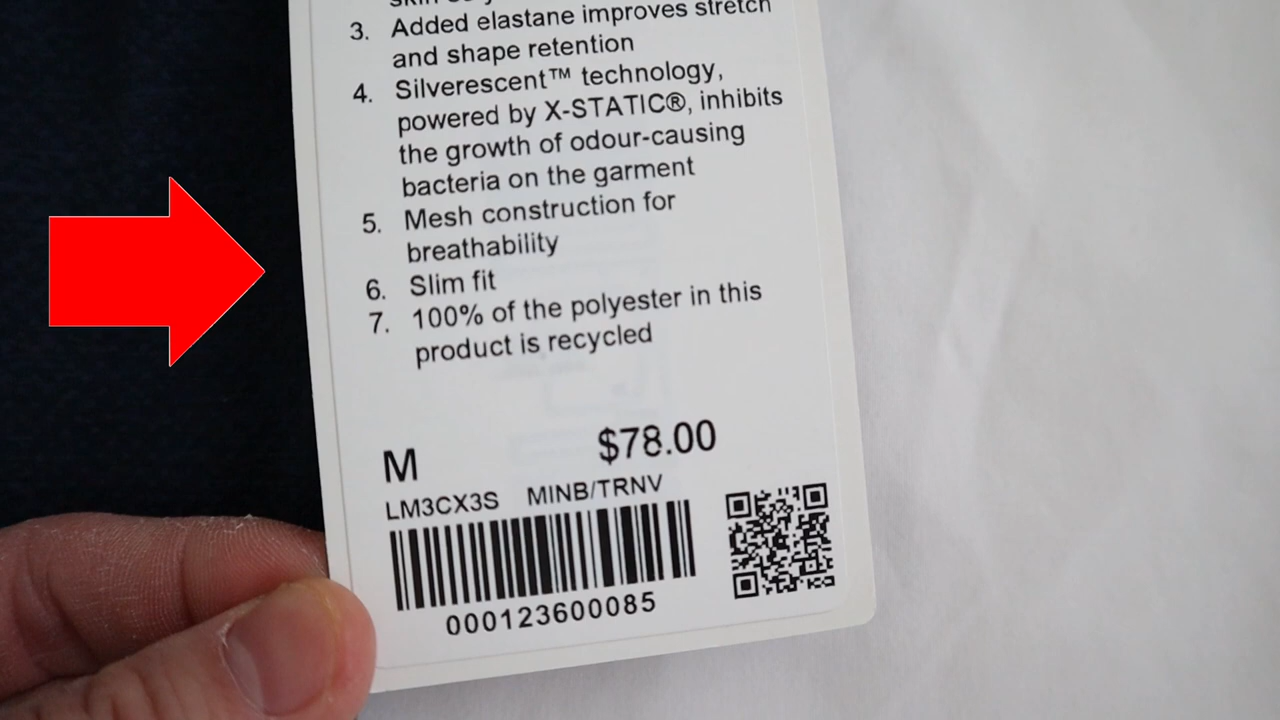 3. Added elastane improves stretch
and shape retention
4. Silverescent™ technology,
powered by X-STATIC®, inhibits
the growth of odour-causing
bacteria on the garment
5. Mesh construction for
breathability
6. Slim fit
7. 100% of the polyester in this
product is recycled
M $78.00
LM3CX3S MINB/TRNV
000123600085